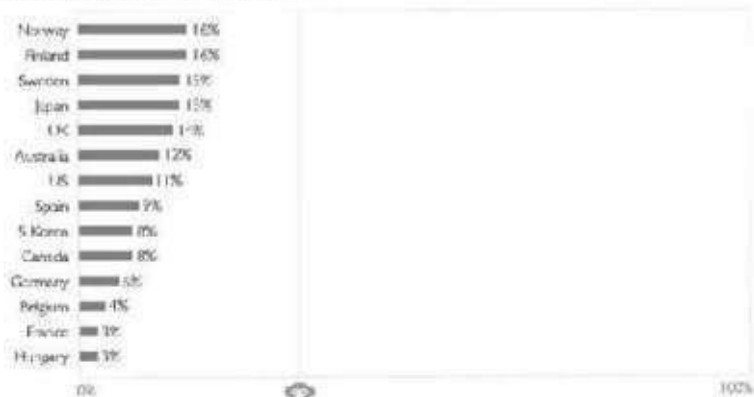 Norway 16%
Finland 16%
Sweden 15%
Japan 15%
UK 14%
Australia 12%
US 11%
Spain 9%
S Korea 8%
Canada 8%
Germany 6%
Belgium 4%
France 3%
Hungary 3%
0% 100%